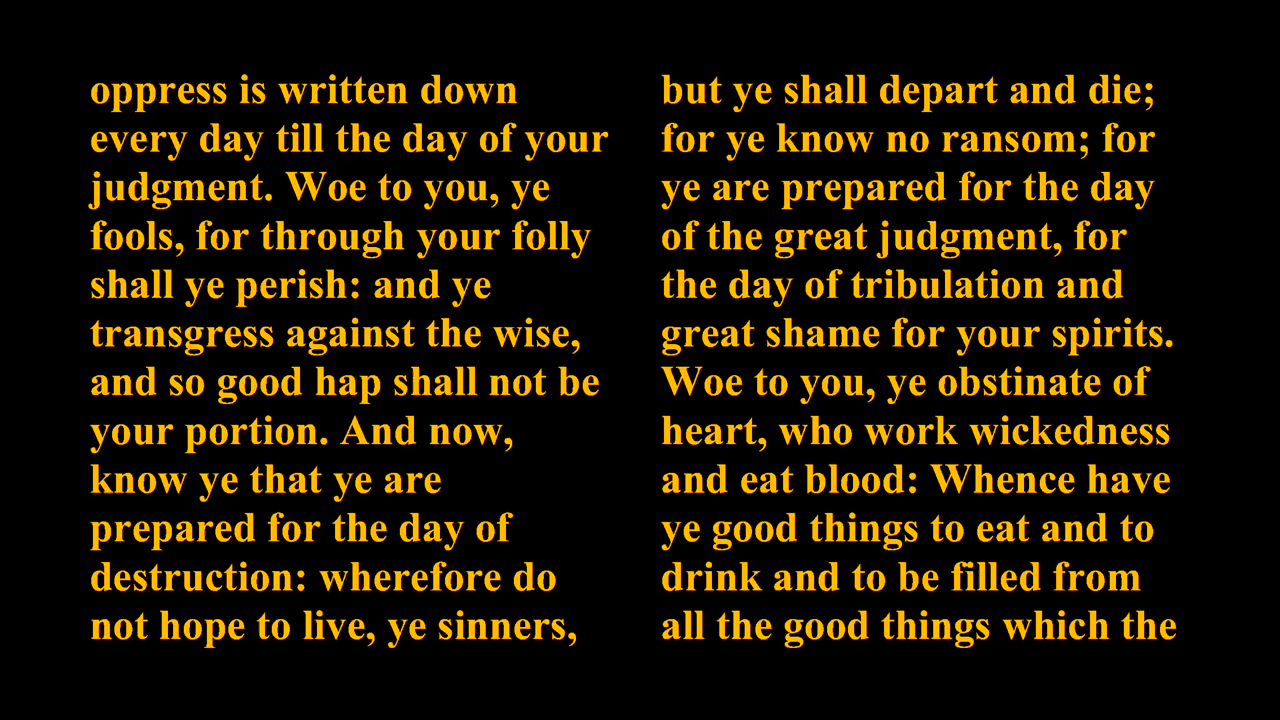 oppress is written down
every day till the day of your
judgment. Woe to you, ye
fools, for through your folly
shall ye perish: and ye
transgress against the wise,
and so good hap shall not be
your portion. And now,
know ye that ye are
prepared for the day of
destruction: wherefore do
not hope to live, ye sinners,
but ye shall depart and die;
for ye know no ransom; for
ye are prepared for the day
of the great judgment, for
the day of tribulation and
great shame for your spirits.
Woe to you, ye obstinate of
heart, who work wickedness
and eat blood: Whence have
ye good things to eat and to
drink and to be filled from
all the good things which the